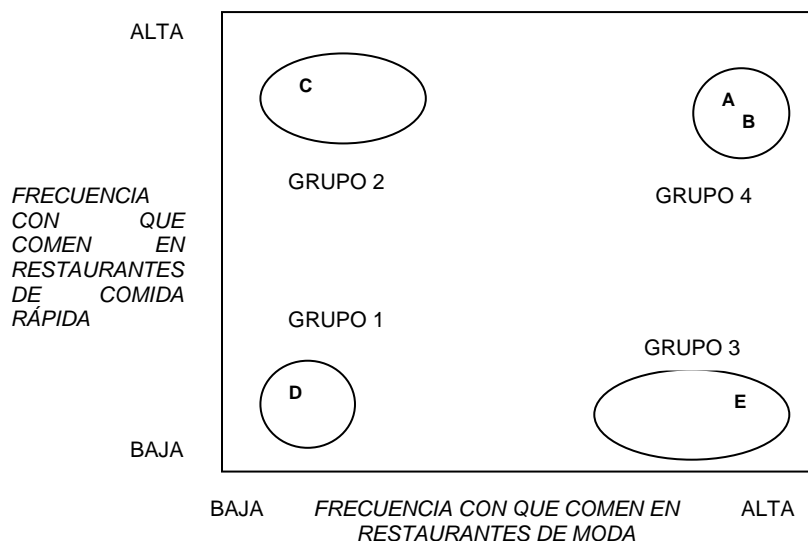 ALTA
C
A
B
GRUPO 2
GRUPO 4
FRECUENCIA
CON QUE
COMEN EN
RESTAURANTES
DE COMIDA
RÁPIDA
GRUPO 1
GRUPO 3
D
E
BAJA
BAJA FRECUENCIA CON QUE COMEN EN ALTA
RESTAURANTES DE MODA